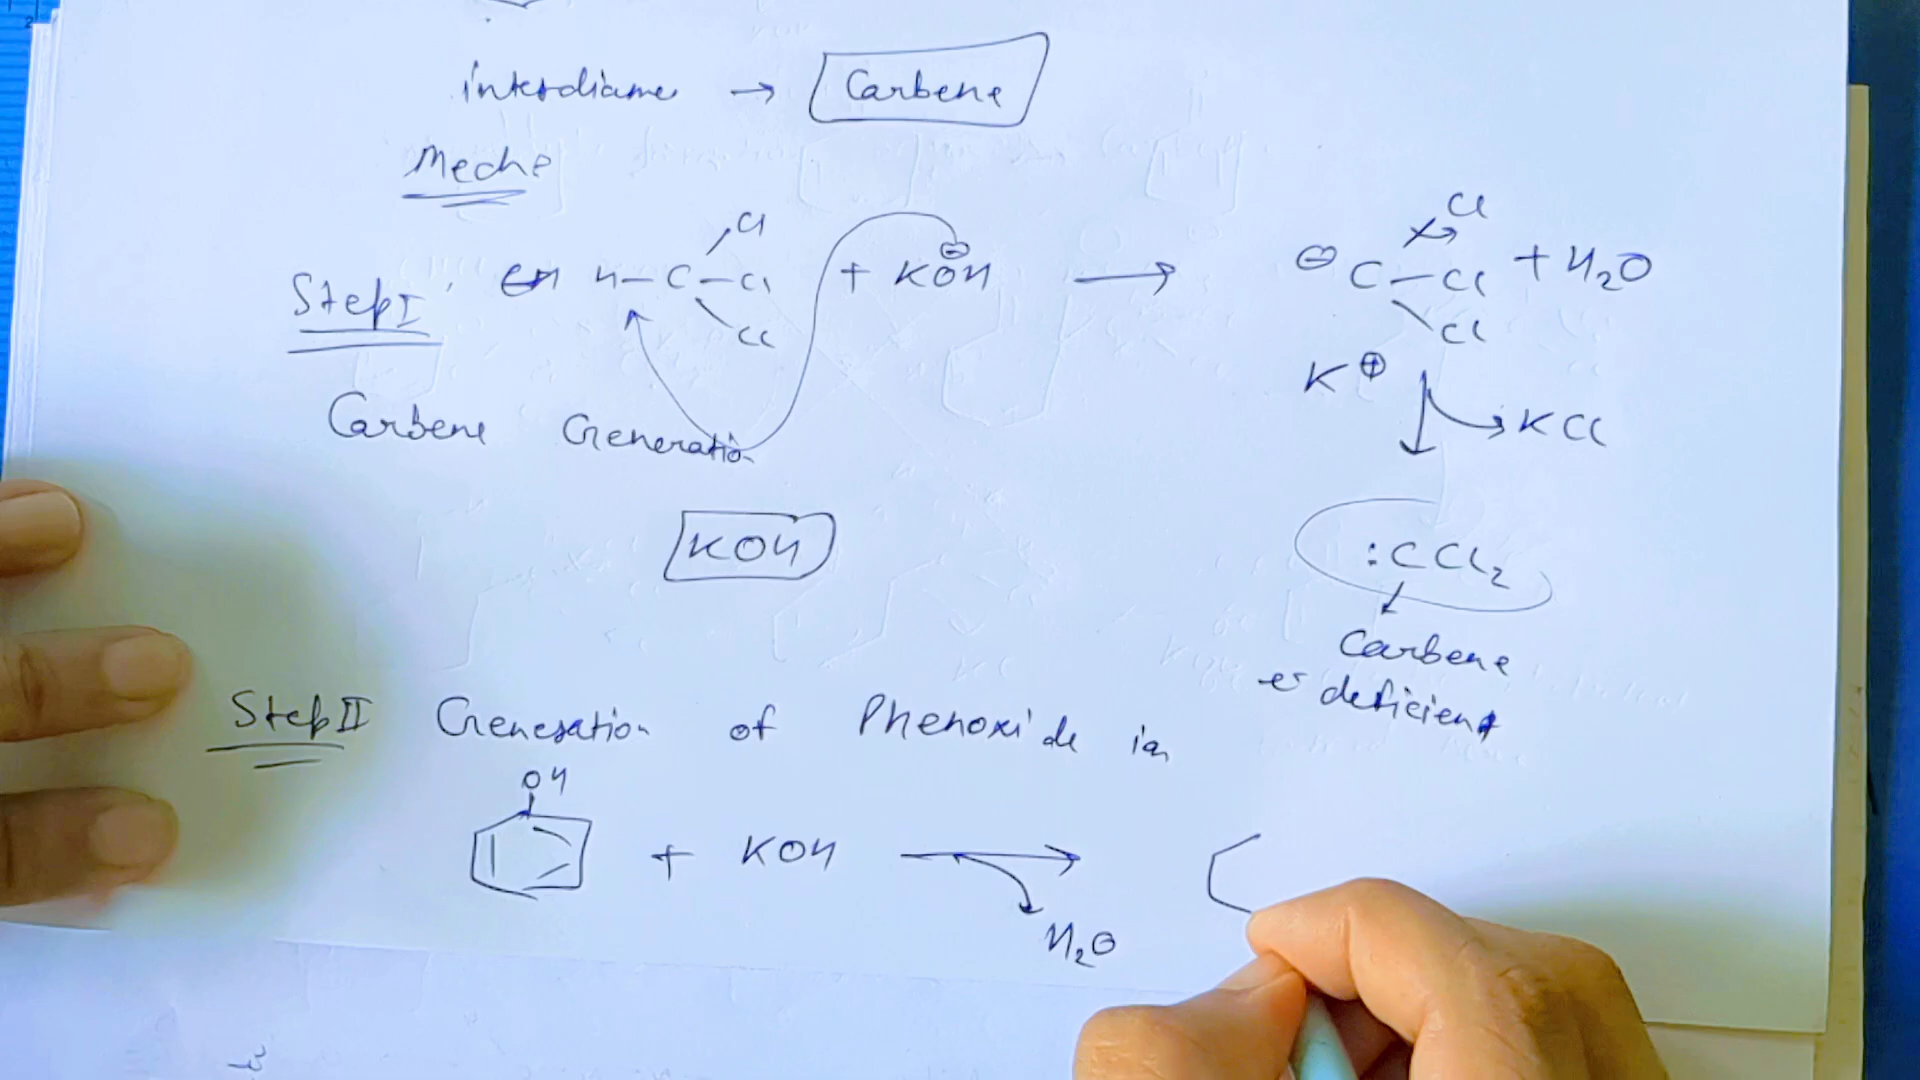 → Carbene
Mech:
Cl
Step I H-C-Cl + KOH⊖ → ⊖C-Cl + H2O
Cl
Cl
Cl
K⊕
→ KCl
Carbene Generation
KOH
:CCl2
Carbene
e⁻ deficient
Step II Generation of Phenoxide ion
OH
+ KOH →
H2O